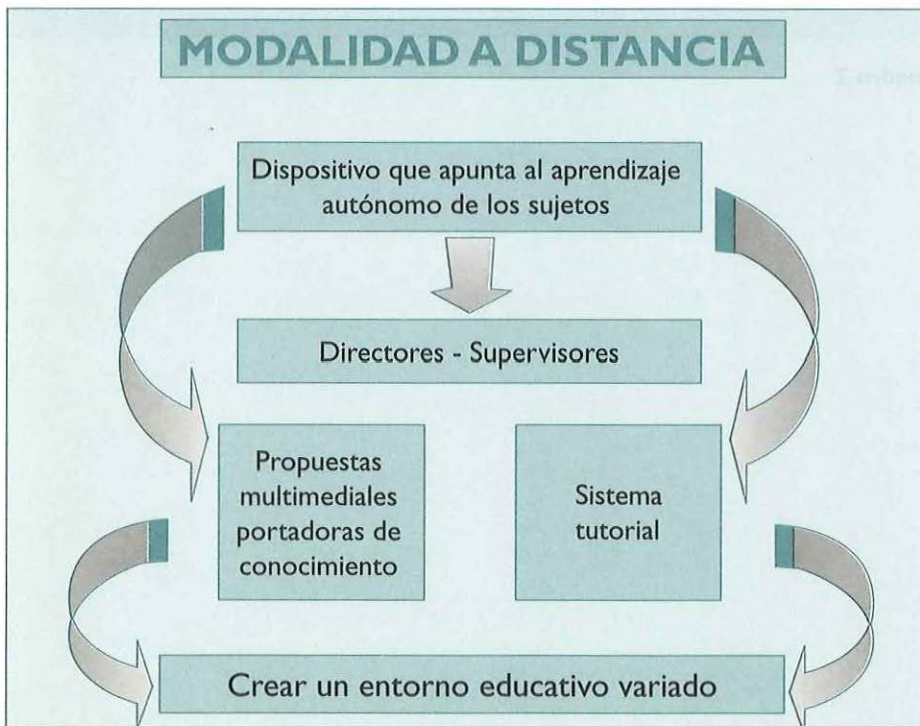 MODALIDAD A DISTANCIA
Dispositivo que apunta al aprendizaje
autónomo de los sujetos
Directores - Supervisores
Propuestas
multimediales
portadoras de
conocimiento
Sistema
tutorial
Crear un entorno educativo variado